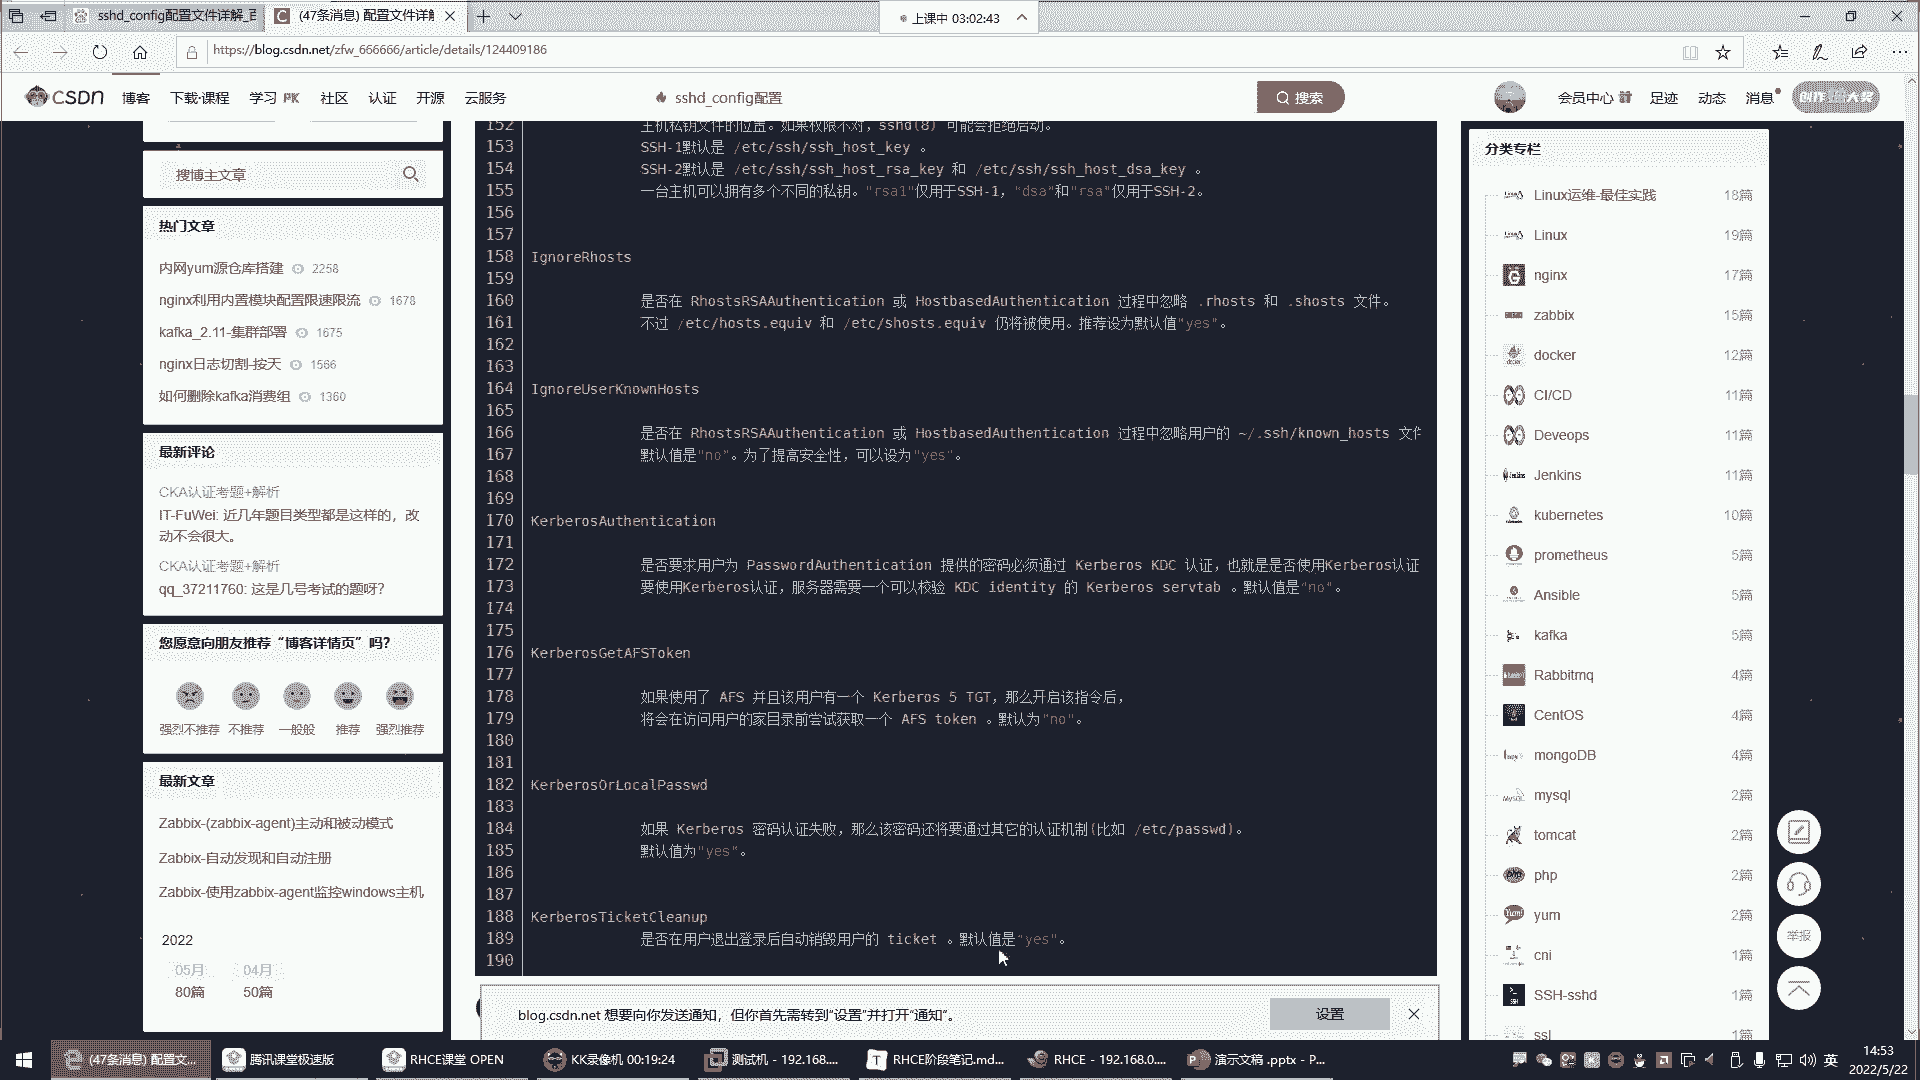 sshd_config配置文件详解_百
(47条消息) 配置文件详解
上课中 03:02:43
https://blog.csdn.net/zfw_666666/article/details/124409186
CSDN 博客 下载·课程 学习 PK 社区 认证 开源 云服务 sshd_config配置 搜索 会员中心 足迹 动态 消息
搜博主文章
热门文章
内网yum源仓库搭建 2258
nginx利用内置模块配置限速限流 1678
kafka_2.11-集群部署 1675
nginx日志切割-按天 1566
如何删除kafka消费组 1360
最新评论
CKA认证考题+解析
IT-FuWei: 近几年题目类型都是这样的，改
动不会很大。
CKA认证考题+解析
qq_37211760: 这是几号考试的题呀?
您愿意向朋友推荐“博客详情页”吗?
强烈不推荐 不推荐 一般般 推荐 强烈推荐
最新文章
Zabbix-(zabbix-agent)主动和被动模式
Zabbix-自动发现和自动注册
Zabbix-使用zabbix-agent监控windows主机
2022
05月 04月
80篇 50篇
152 主机私钥文件的位置。如果权限不对，sshd(8) 可能会拒绝启动。
153 SSH-1默认是 /etc/ssh/ssh_host_key 。
154 SSH-2默认是 /etc/ssh/ssh_host_rsa_key 和 /etc/ssh/ssh_host_dsa_key 。
155 一台主机可以拥有多个不同的私钥。"rsa1"仅用于SSH-1，"dsa"和"rsa"仅用于SSH-2。
156
157
158 IgnoreRhosts
159
160 是否在 RhostsRSAAuthentication 或 HostbasedAuthentication 过程中忽略 .rhosts 和 .shosts 文件。
161 不过 /etc/hosts.equiv 和 /etc/shosts.equiv 仍将被使用。推荐设为默认值"yes"。
162
163
164 IgnoreUserKnownHosts
165
166 是否在 RhostsRSAAuthentication 或 HostbasedAuthentication 过程中忽略用户的 ~/.ssh/known_hosts 文件
167 默认值是"no"。为了提高安全性，可以设为"yes"。
168
169
170 KerberosAuthentication
171
172 是否要求用户为 PasswordAuthentication 提供的密码必须通过 Kerberos KDC 认证，也就是是否使用Kerberos认证
173 要使用Kerberos认证，服务器需要一个可以校验 KDC identity 的 Kerberos servtab 。默认值是"no"。
174
175
176 KerberosGetAFSToken
177
178 如果使用了 AFS 并且该用户有一个 Kerberos 5 TGT，那么开启该指令后，
179 将会在访问用户的家目录前尝试获取一个 AFS token 。默认为"no"。
180
181
182 KerberosOrLocalPasswd
183
184 如果 Kerberos 密码认证失败，那么该密码还将要通过其它的认证机制(比如 /etc/passwd)。
185 默认值为"yes"。
186
187
188 KerberosTicketCleanup
189 是否在用户退出登录后自动销毁用户的 ticket 。默认值是"yes"。
190
分类专栏
Linux运维-最佳实践 18篇
Linux 19篇
nginx 17篇
zabbix 15篇
docker 12篇
CI/CD 11篇
Deveops 11篇
Jenkins 11篇
kubernetes 10篇
prometheus 5篇
Ansible 5篇
kafka 5篇
Rabbitmq 4篇
CentOS 4篇
mongoDB 4篇
mysql 2篇
tomcat 2篇
php 2篇
yum 2篇
cni 1篇
SSH-sshd 1篇
ssl 1篇
举报
blog.csdn.net 想要向你发送通知，但你首先需转到“设置”并打开“通知”。 设置
(47条消息) 配置文... 腾讯课堂极速版 RHCE课堂 OPEN KK录像机 00:19:24 测试机 - 192.168.... RHCE阶段笔记.md... RHCE - 192.168.0.... 演示文稿 .pptx - P... 英 14:53
2022/5/22